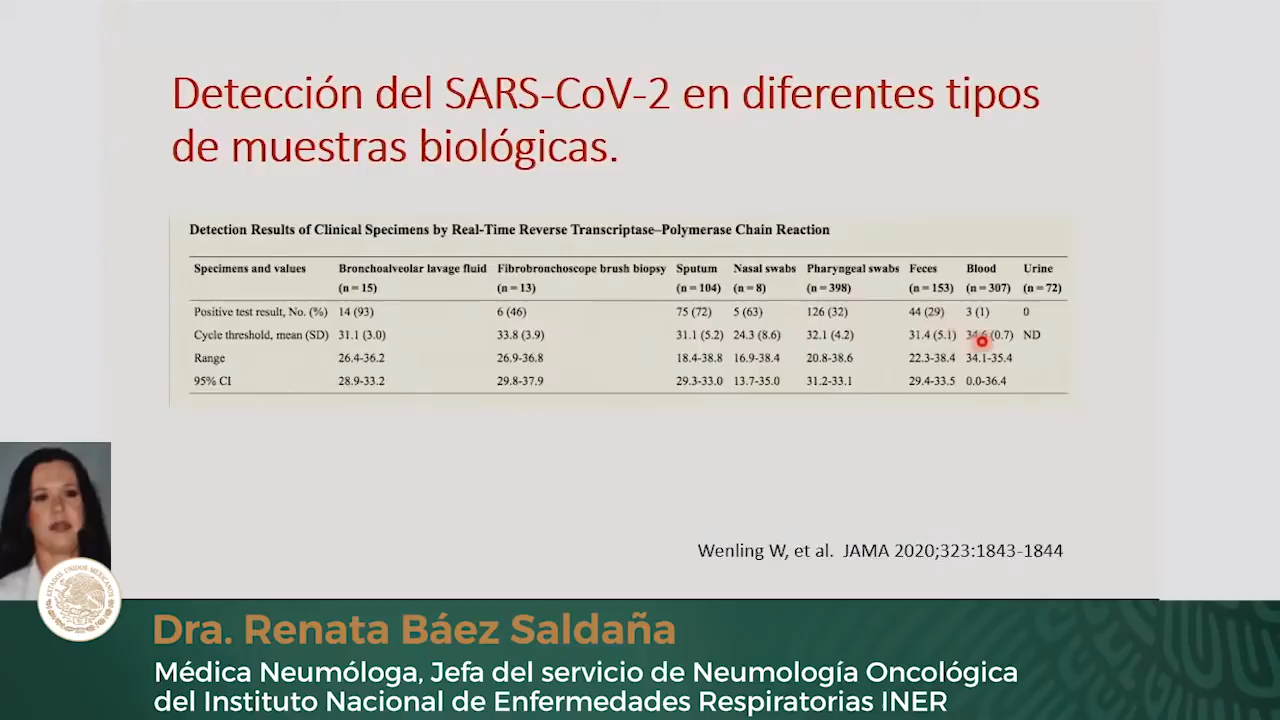 Detección del SARS-CoV-2 en diferentes tipos
de muestras biológicas.
Detection Results of Clinical Specimens by Real-Time Reverse Transcriptase–Polymerase Chain Reaction
Specimens and values Bronchoalveolar lavage fluid Fibrobronchoscope brush biopsy Sputum Nasal swabs Pharyngeal swabs Feces Blood Urine
(n = 15) (n = 13) (n = 104) (n = 8) (n = 398) (n = 153) (n = 307) (n = 72)
Positive test result, No. (%) 14 (93) 6 (46) 75 (72) 5 (63) 126 (32) 44 (29) 3 (1) 0
Cycle threshold, mean (SD) 31.1 (3.0) 33.8 (3.9) 31.1 (5.2) 24.3 (8.6) 32.1 (4.2) 31.4 (5.1) 34.6 (0.7) ND
Range 26.4-36.2 26.9-36.8 18.4-38.8 16.9-38.4 20.8-38.6 22.3-38.4 34.1-35.4
95% CI 28.9-33.2 29.8-37.9 29.3-33.0 13.7-35.0 31.2-33.1 29.4-33.5 0.0-36.4
Wenling W, et al. JAMA 2020;323:1843-1844
ESTADOS UNIDOS MEXICANOS
Dra. Renata Báez Saldaña
Médica Neumóloga, Jefa del servicio de Neumología Oncológica
del Instituto Nacional de Enfermedades Respiratorias INER